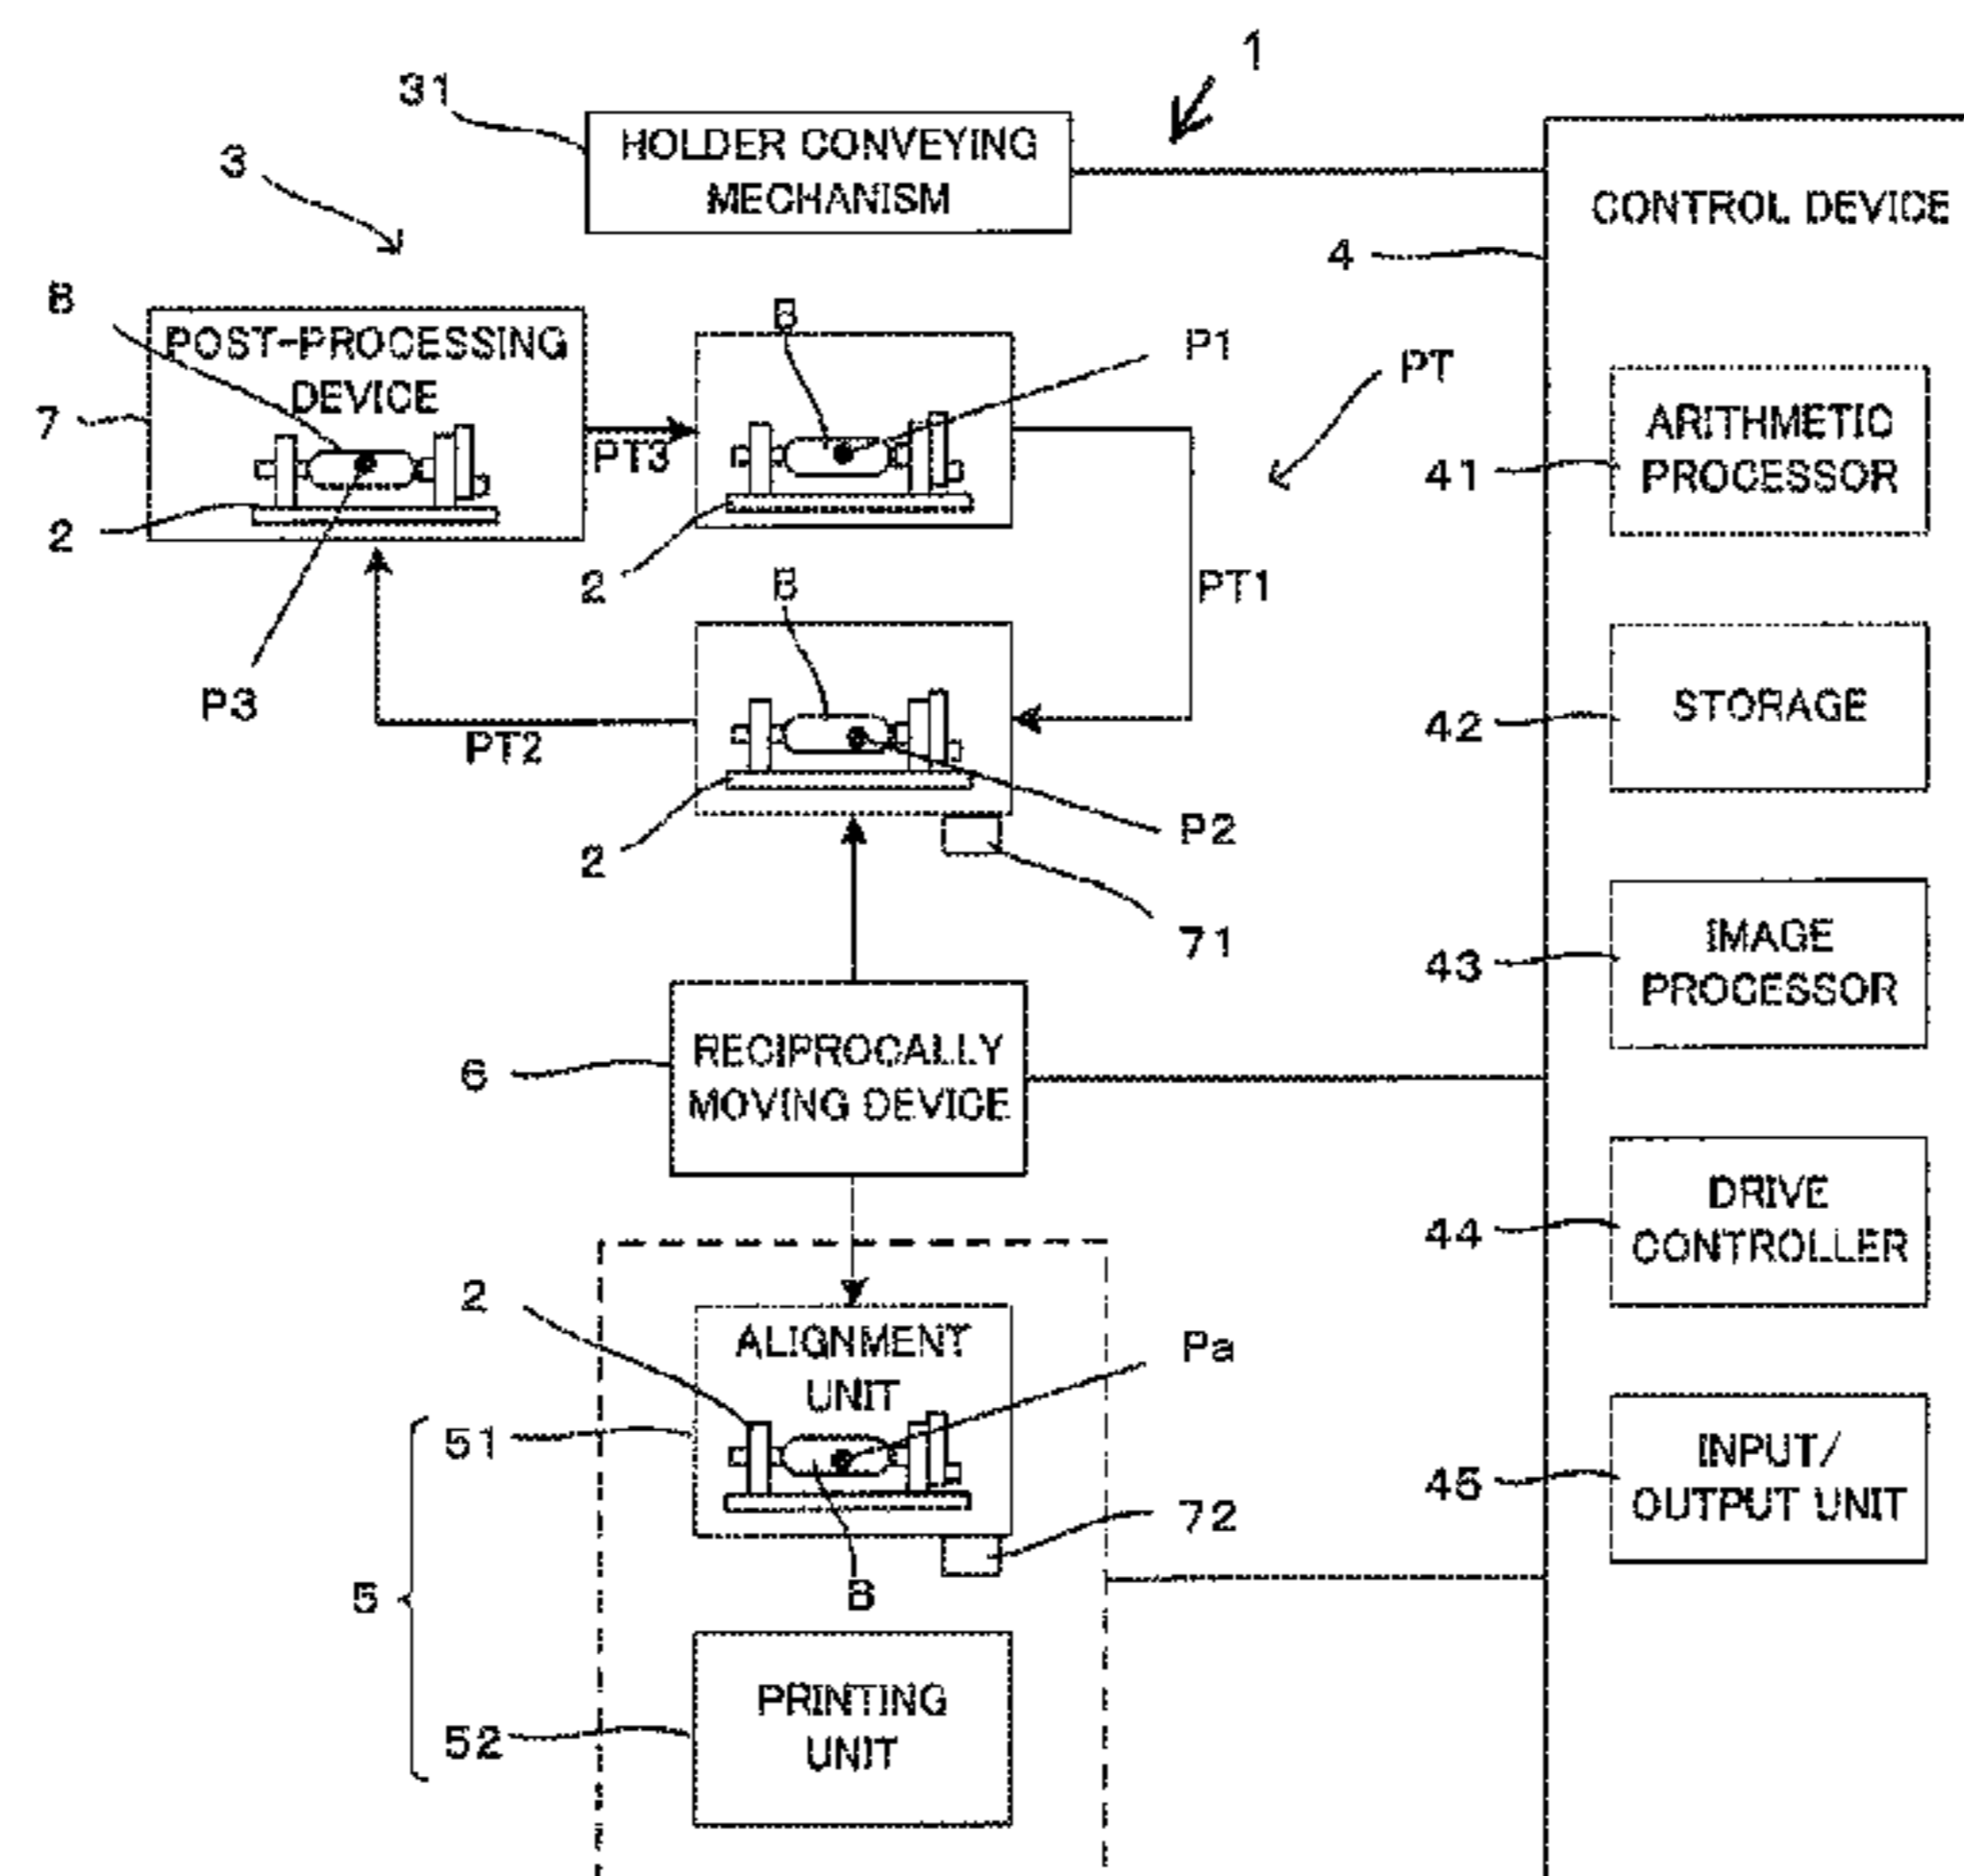 1
31
HOLDER CONVEYING
MECHANISM
3
CONTROL DEVICE
4
B
POST-PROCESSING
DEVICE
7
2
P3
B
P1
PT
PT3
2
PT1
B
PT2
P2
2
71
ARITHMETIC
PROCESSOR
41
STORAGE
42
IMAGE
PROCESSOR
43
RECIPROCALLY
MOVING DEVICE
6
DRIVE
CONTROLLER
44
2
ALIGNMENT
UNIT
Pa
51
72
B
5
INPUT/
OUTPUT UNIT
45
PRINTING
UNIT
52